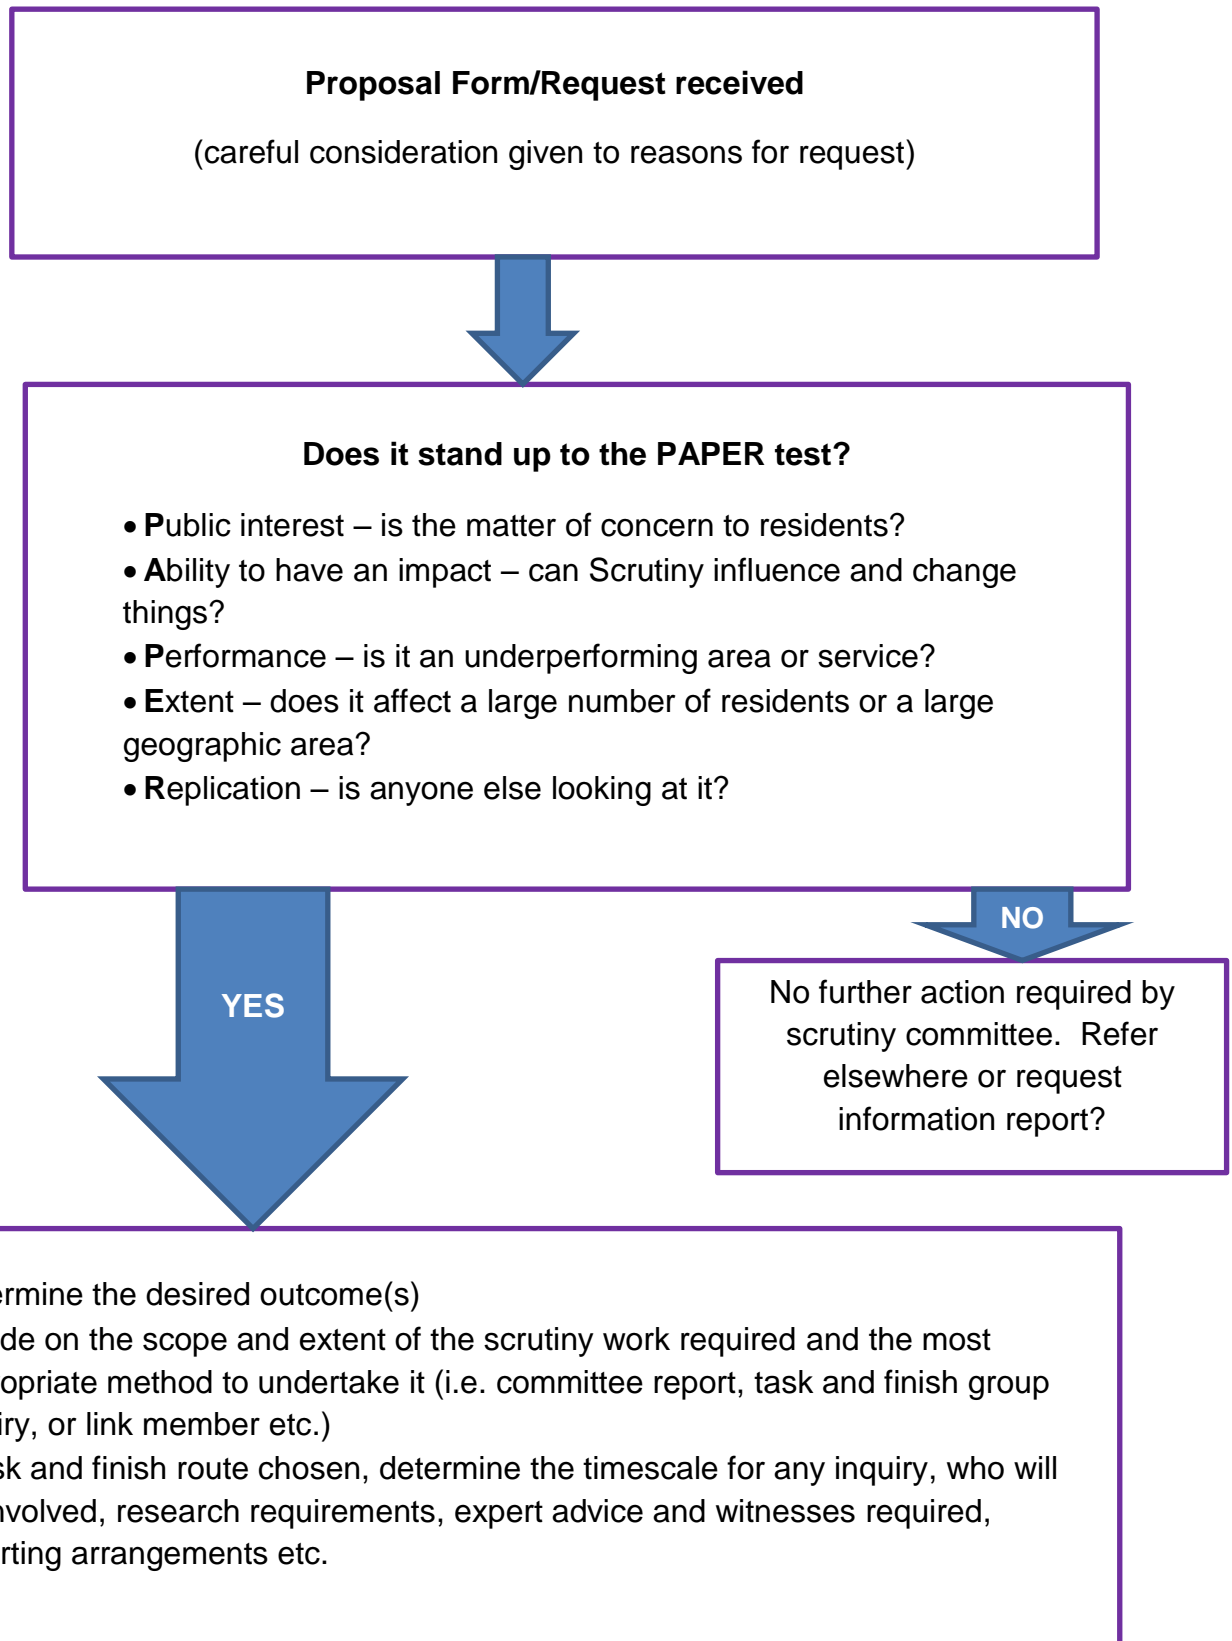 Proposal Form/Request received
(careful consideration given to reasons for request)
Does it stand up to the PAPER test?
• Public interest – is the matter of concern to residents?
• Ability to have an impact – can Scrutiny influence and change
things?
• Performance – is it an underperforming area or service?
• Extent – does it affect a large number of residents or a large
geographic area?
• Replication – is anyone else looking at it?
NO
YES
No further action required by
scrutiny committee.  Refer
elsewhere or request
information report?
ermine the desired outcome(s)
de on the scope and extent of the scrutiny work required and the most
opriate method to undertake it (i.e. committee report, task and finish group
iry, or link member etc.)
sk and finish route chosen, determine the timescale for any inquiry, who will
nvolved, research requirements, expert advice and witnesses required,
rting arrangements etc.